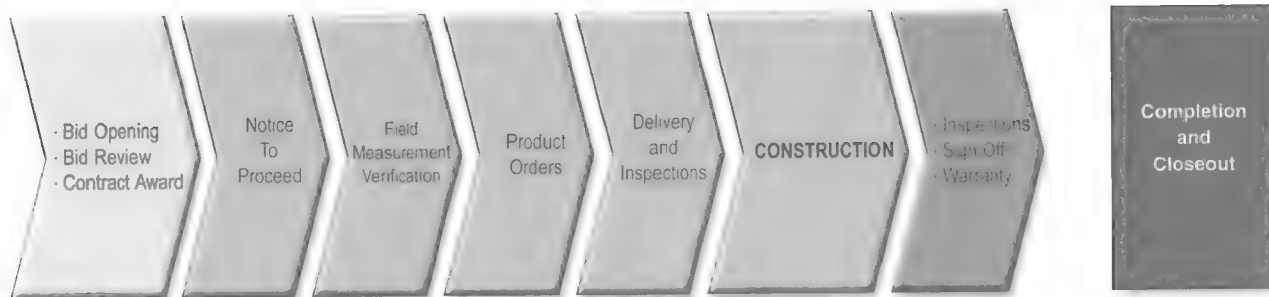 · Bid Opening
· Bid Review
· Contract Award
Notice
To
Proceed
Field
Measurement
Verification
Product
Orders
Delivery
and
Inspections
CONSTRUCTION
· Inspections
· Sign Off
· Warranty
Completion
and
Closeout